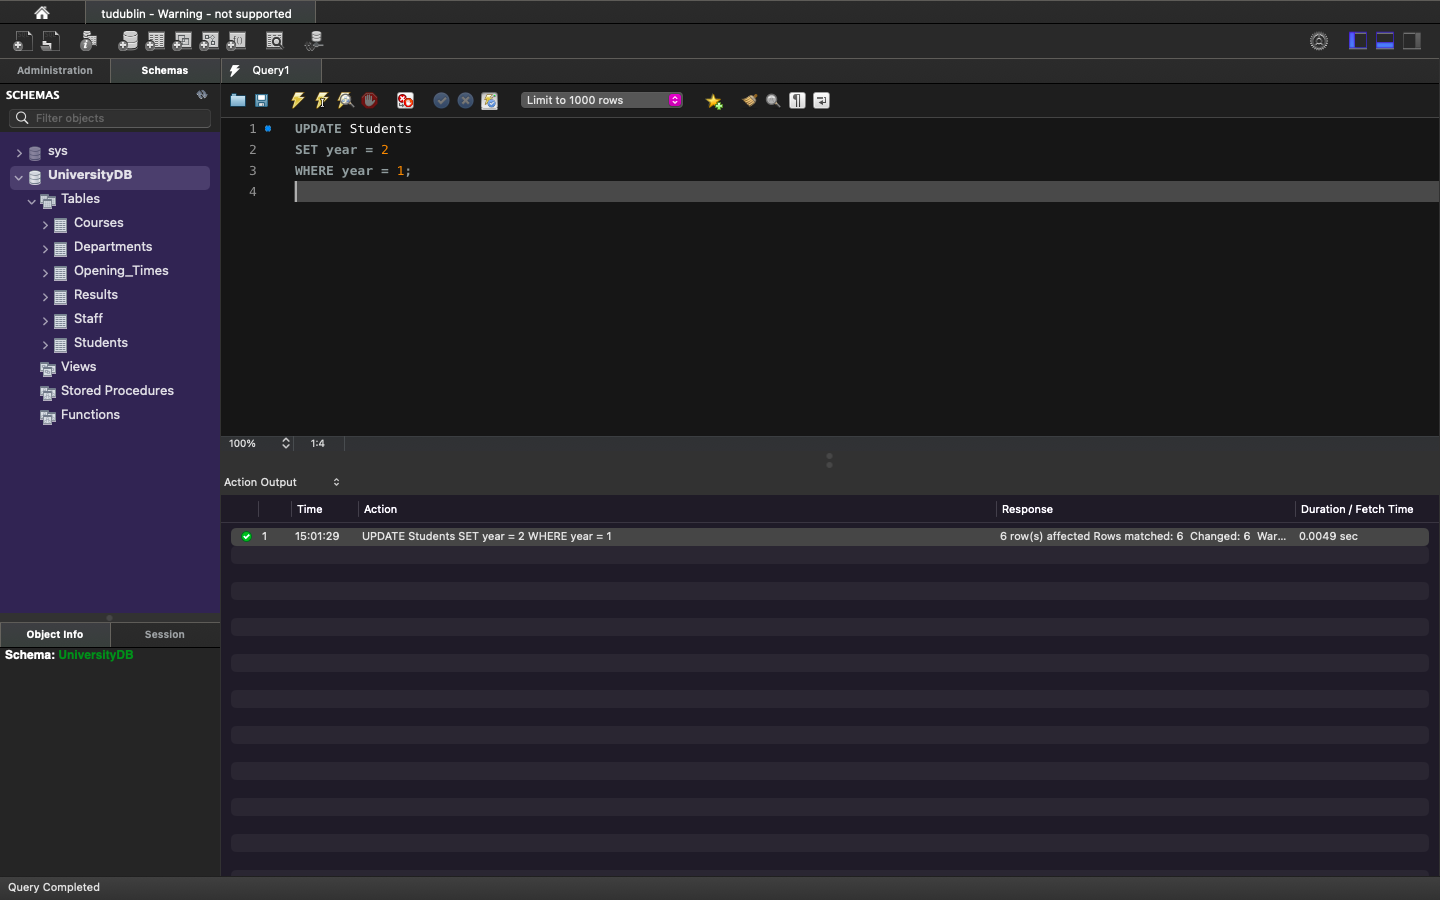 tudublin - Warning - not supported
Administration
Schemas
Query1
SCHEMAS
Filter objects
sys
UniversityDB
Tables
Courses
Departments
Opening_Times
Results
Staff
Students
Views
Stored Procedures
Functions
Limit to 1000 rows
1 UPDATE Students
2 SET year = 2
3 WHERE year = 1;
4
100% 1:4
Action Output
Time Action Response Duration / Fetch Time
1 15:01:29 UPDATE Students SET year = 2 WHERE year = 1 6 row(s) affected Rows matched: 6 Changed: 6 War... 0.0049 sec
Object Info Session
Schema: UniversityDB
Query Completed